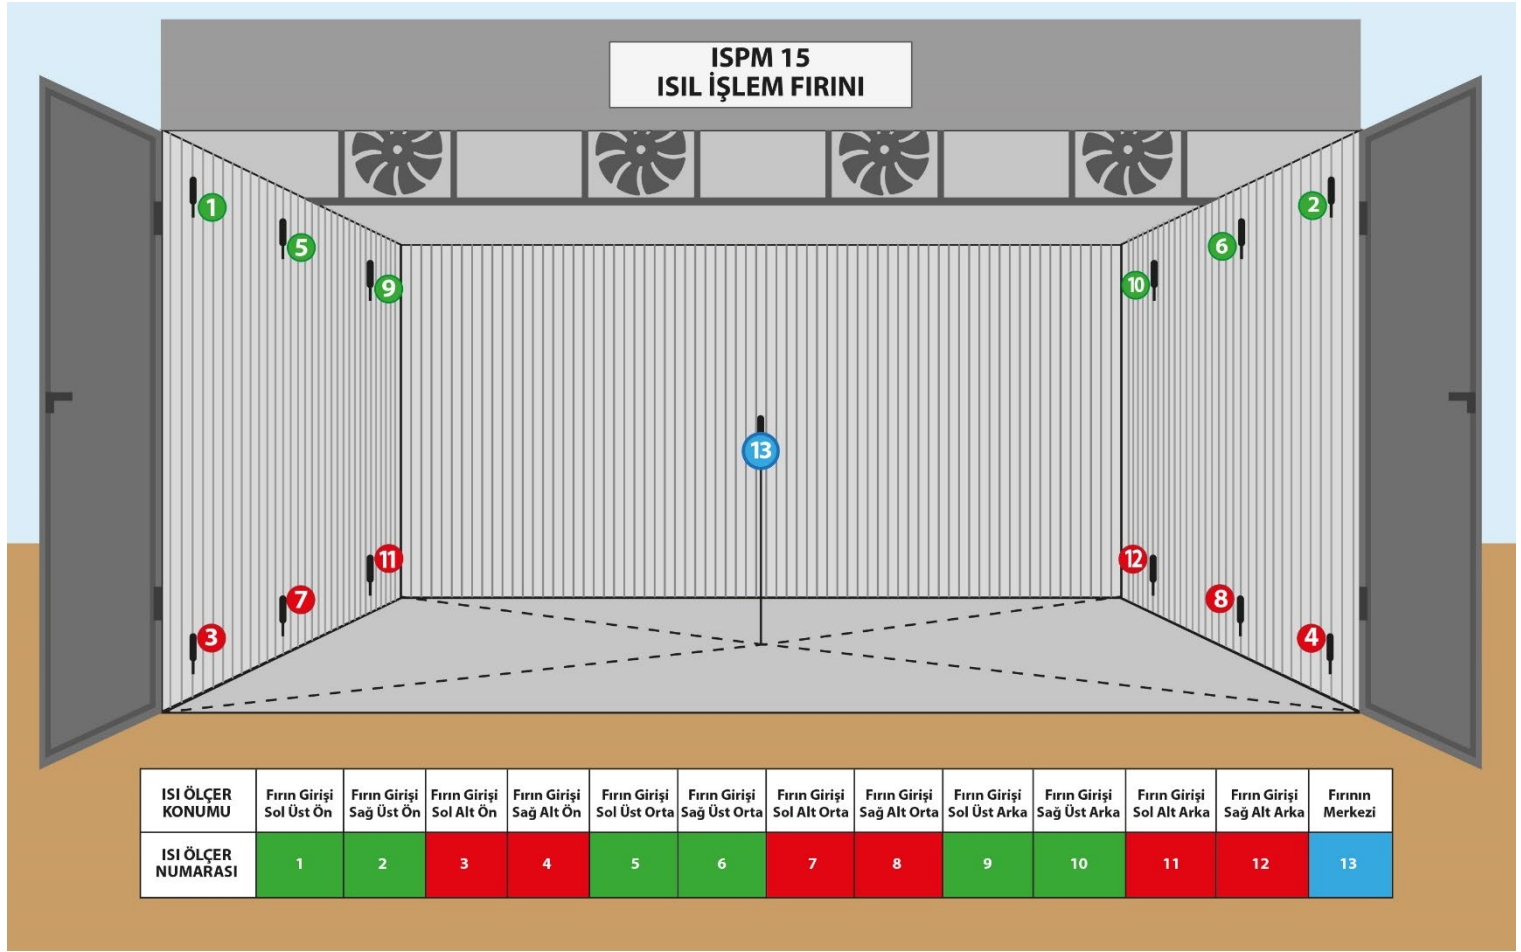 ISPM 15
ISIL İŞLEM FIRINI
1
2
5
6
9
10
13
11
12
7
8
3
4
ISI ÖLÇER
KONUMU
Fırın Girişi
Sol Üst Ön
Fırın Girişi
Sağ Üst Ön
Fırın Girişi
Sol Alt Ön
Fırın Girişi
Sağ Alt Ön
Fırın Girişi
Sol Üst Orta
Fırın Girişi
Sağ Üst Orta
Fırın Girişi
Sol Alt Orta
Fırın Girişi
Sağ Alt Orta
Fırın Girişi
Sol Üst Arka
Fırın Girişi
Sağ Üst Arka
Fırın Girişi
Sol Alt Arka
Fırın Girişi
Sağ Alt Arka
Fırının
Merkezi
ISI ÖLÇER
NUMARASI
1
2
3
4
5
6
7
8
9
10
11
12
13